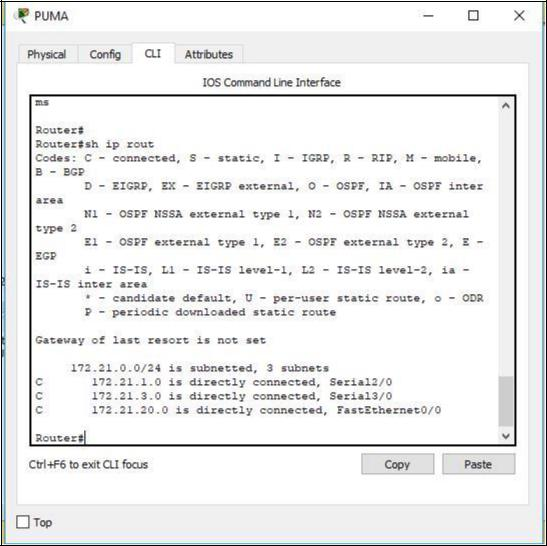 PUMA
Physical Config CLI Attributes
IOS Command Line Interface
ms
Router#
Router#sh ip rout
Codes: C - connected, S - static, I - IGRP, R - RIP, M - mobile,
B - BGP
D - EIGRP, EX - EIGRP external, O - OSPF, IA - OSPF inter
area
N1 - OSPF NSSA external type 1, N2 - OSPF NSSA external
type 2
E1 - OSPF external type 1, E2 - OSPF external type 2, E -
EGP
i - IS-IS, L1 - IS-IS level-1, L2 - IS-IS level-2, ia -
IS-IS inter area
* - candidate default, U - per-user static route, o - ODR
P - periodic downloaded static route
Gateway of last resort is not set
172.21.0.0/24 is subnetted, 3 subnets
C 172.21.1.0 is directly connected, Serial2/0
C 172.21.3.0 is directly connected, Serial3/0
C 172.21.20.0 is directly connected, FastEthernet0/0
Router#
Ctrl+F6 to exit CLI focus Copy Paste
Top